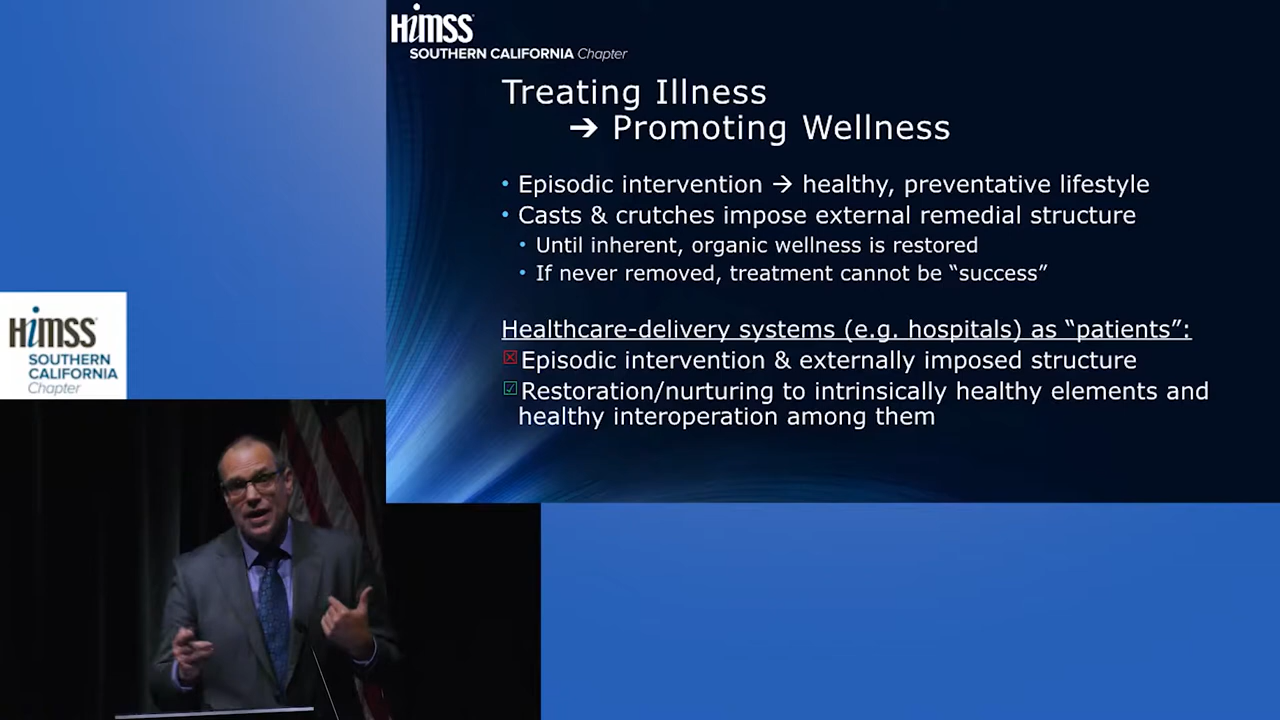 HiMSS
SOUTHERN CALIFORNIA Chapter
Treating Illness
➔ Promoting Wellness
• Episodic intervention → healthy, preventative lifestyle
• Casts & crutches impose external remedial structure
• Until inherent, organic wellness is restored
• If never removed, treatment cannot be “success”
Healthcare-delivery systems (e.g. hospitals) as “patients”:
☒Episodic intervention & externally imposed structure
☑Restoration/nurturing to intrinsically healthy elements and
healthy interoperation among them
HiMSS
SOUTHERN
CALIFORNIA
Chapter